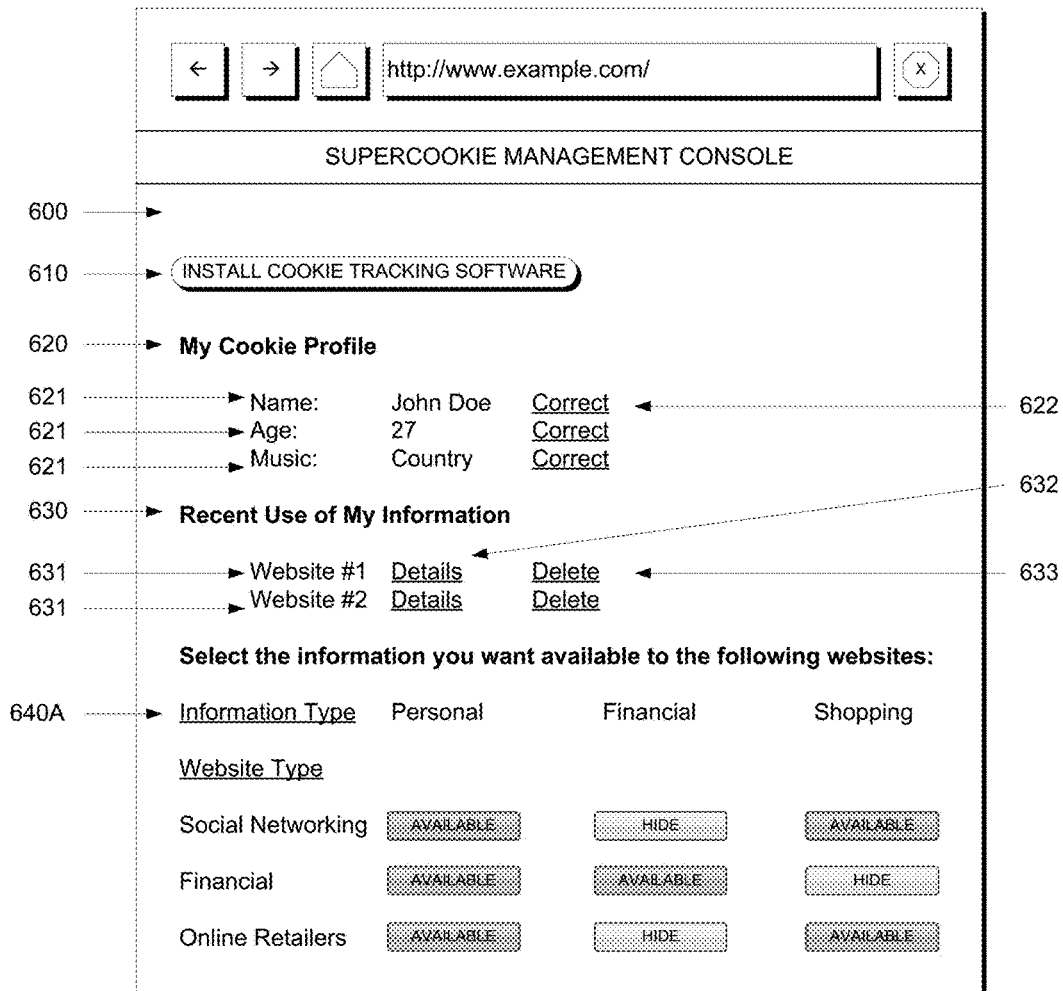 ← → http://www.example.com/ X
SUPERCOOKIE MANAGEMENT CONSOLE
600
610 INSTALL COOKIE TRACKING SOFTWARE
620 My Cookie Profile
621 Name: John Doe Correct 622
621 Age: 27 Correct
621 Music: Country Correct
632
630 Recent Use of My Information
631 Website #1 Details Delete 633
631 Website #2 Details Delete
Select the information you want available to the following websites:
640A Information Type Personal Financial Shopping
Website Type
Social Networking AVAILABLE HIDE AVAILABLE
Financial AVAILABLE AVAILABLE HIDE
Online Retailers AVAILABLE HIDE AVAILABLE